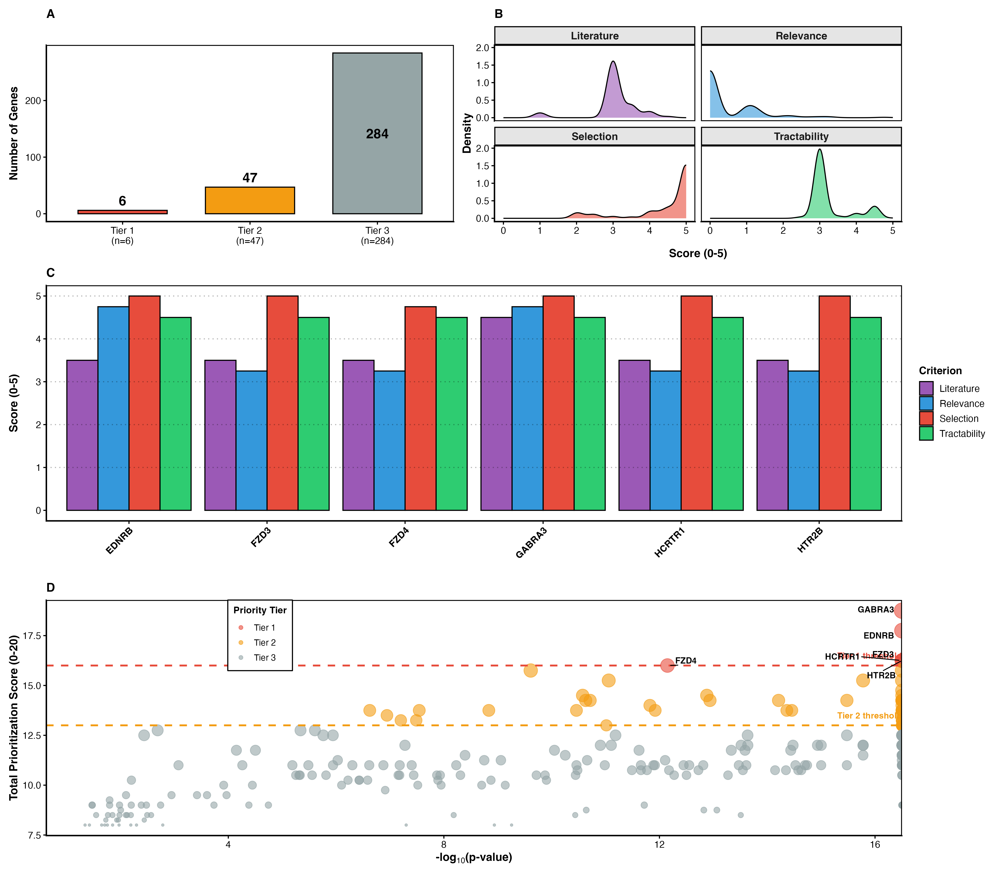 A
Number of Genes
200
100
0
6
47
284
Tier 1
(n=6)
Tier 2
(n=47)
Tier 3
(n=284)
B
Literature
Relevance
Selection
Tractability
Density
2.0
1.5
1.0
0.5
0.0
2.0
1.5
1.0
0.5
0.0
0 1 2 3 4 5
0 1 2 3 4 5
Score (0-5)
C
Score (0-5)
5
4
3
2
1
0
EDNRB
FZD3
FZD4
GABRA3
HCRTR1
HTR2B
Criterion
Literature
Relevance
Selection
Tractability
D
Total Prioritization Score (0-20)
17.5
15.0
12.5
10.0
7.5
Priority Tier
Tier 1
Tier 2
Tier 3
GABRA3
EDNRB
Tier 1 threshol
HCRTR1
FZD3
FZD4
HTR2B
Tier 2 threshol
4 8 12 16
-log10(p-value)